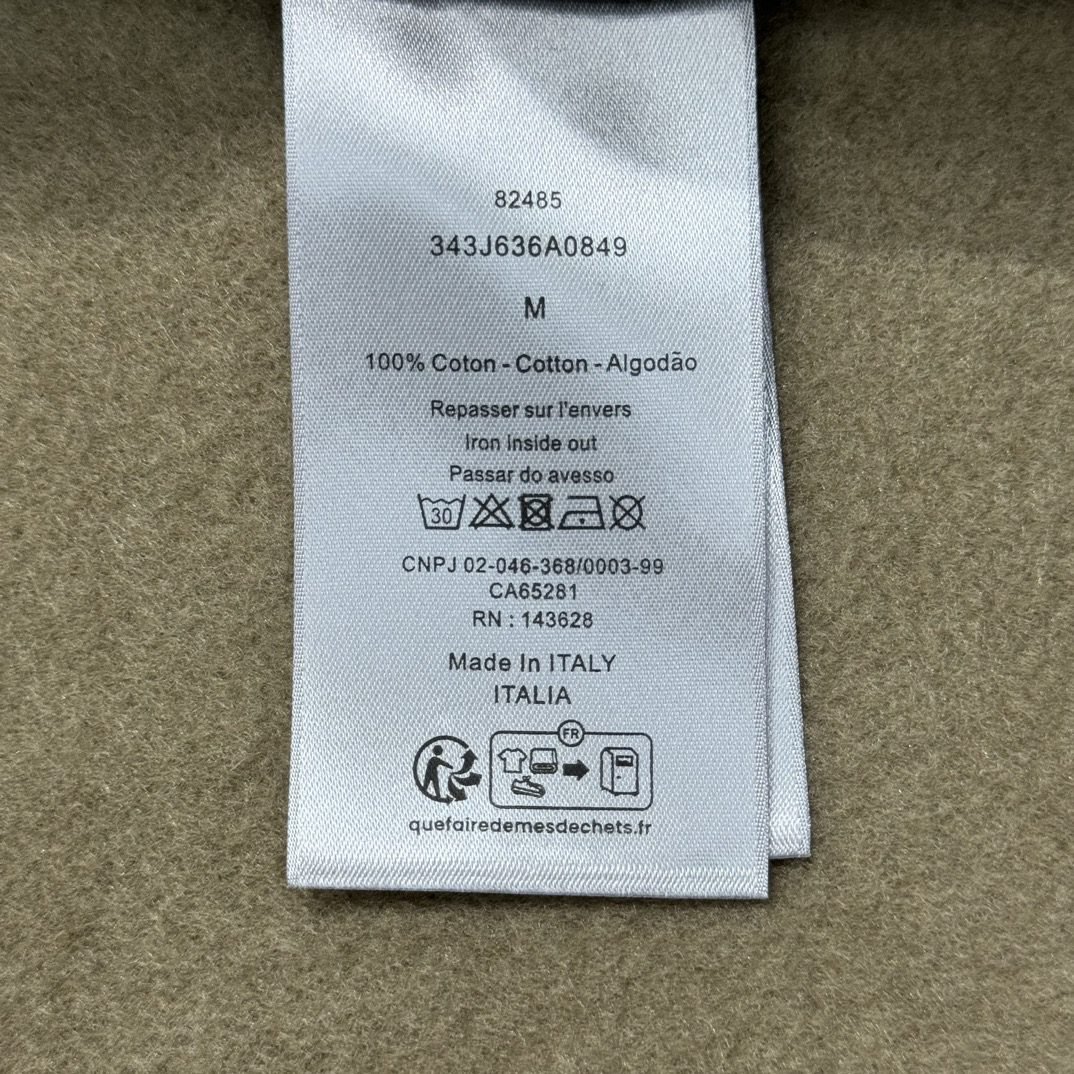 82485
343J636A0849
M
100% Coton - Cotton - Algodão
Repasser sur l'envers
Iron Inside out
Passar do avesso
30
CNPJ 02-046-368/0003-99
CA65281
RN : 143628
Made In ITALY
ITALIA
FR
quefairedemesdechets.fr